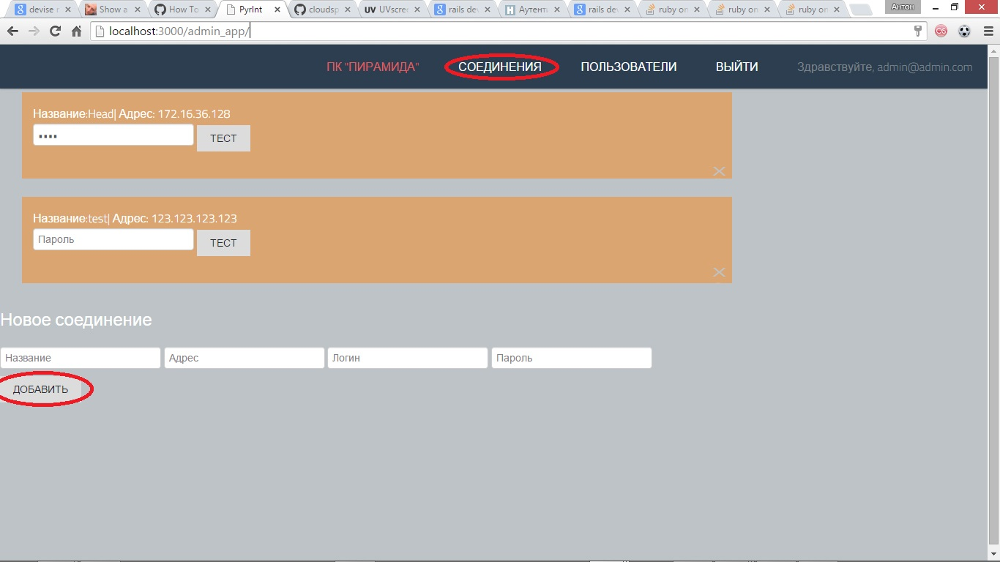 devise r
Show a
How To
PyrInt
cloudsp
UVscree
rails dev
Аутент
rails dev
ruby on
ruby on
ruby on
Антон
localhost:3000/admin_app/
ПК "ПИРАМИДА" СОЕДИНЕНИЯ ПОЛЬЗОВАТЕЛИ ВЫЙТИ Здравствуйте, admin@admin.com
Название:Head| Адрес: 172.16.36.128
ТЕСТ
Название:test| Адрес: 123.123.123.123
Пароль ТЕСТ
Новое соединение
Название Адрес Логин Пароль
ДОБАВИТЬ